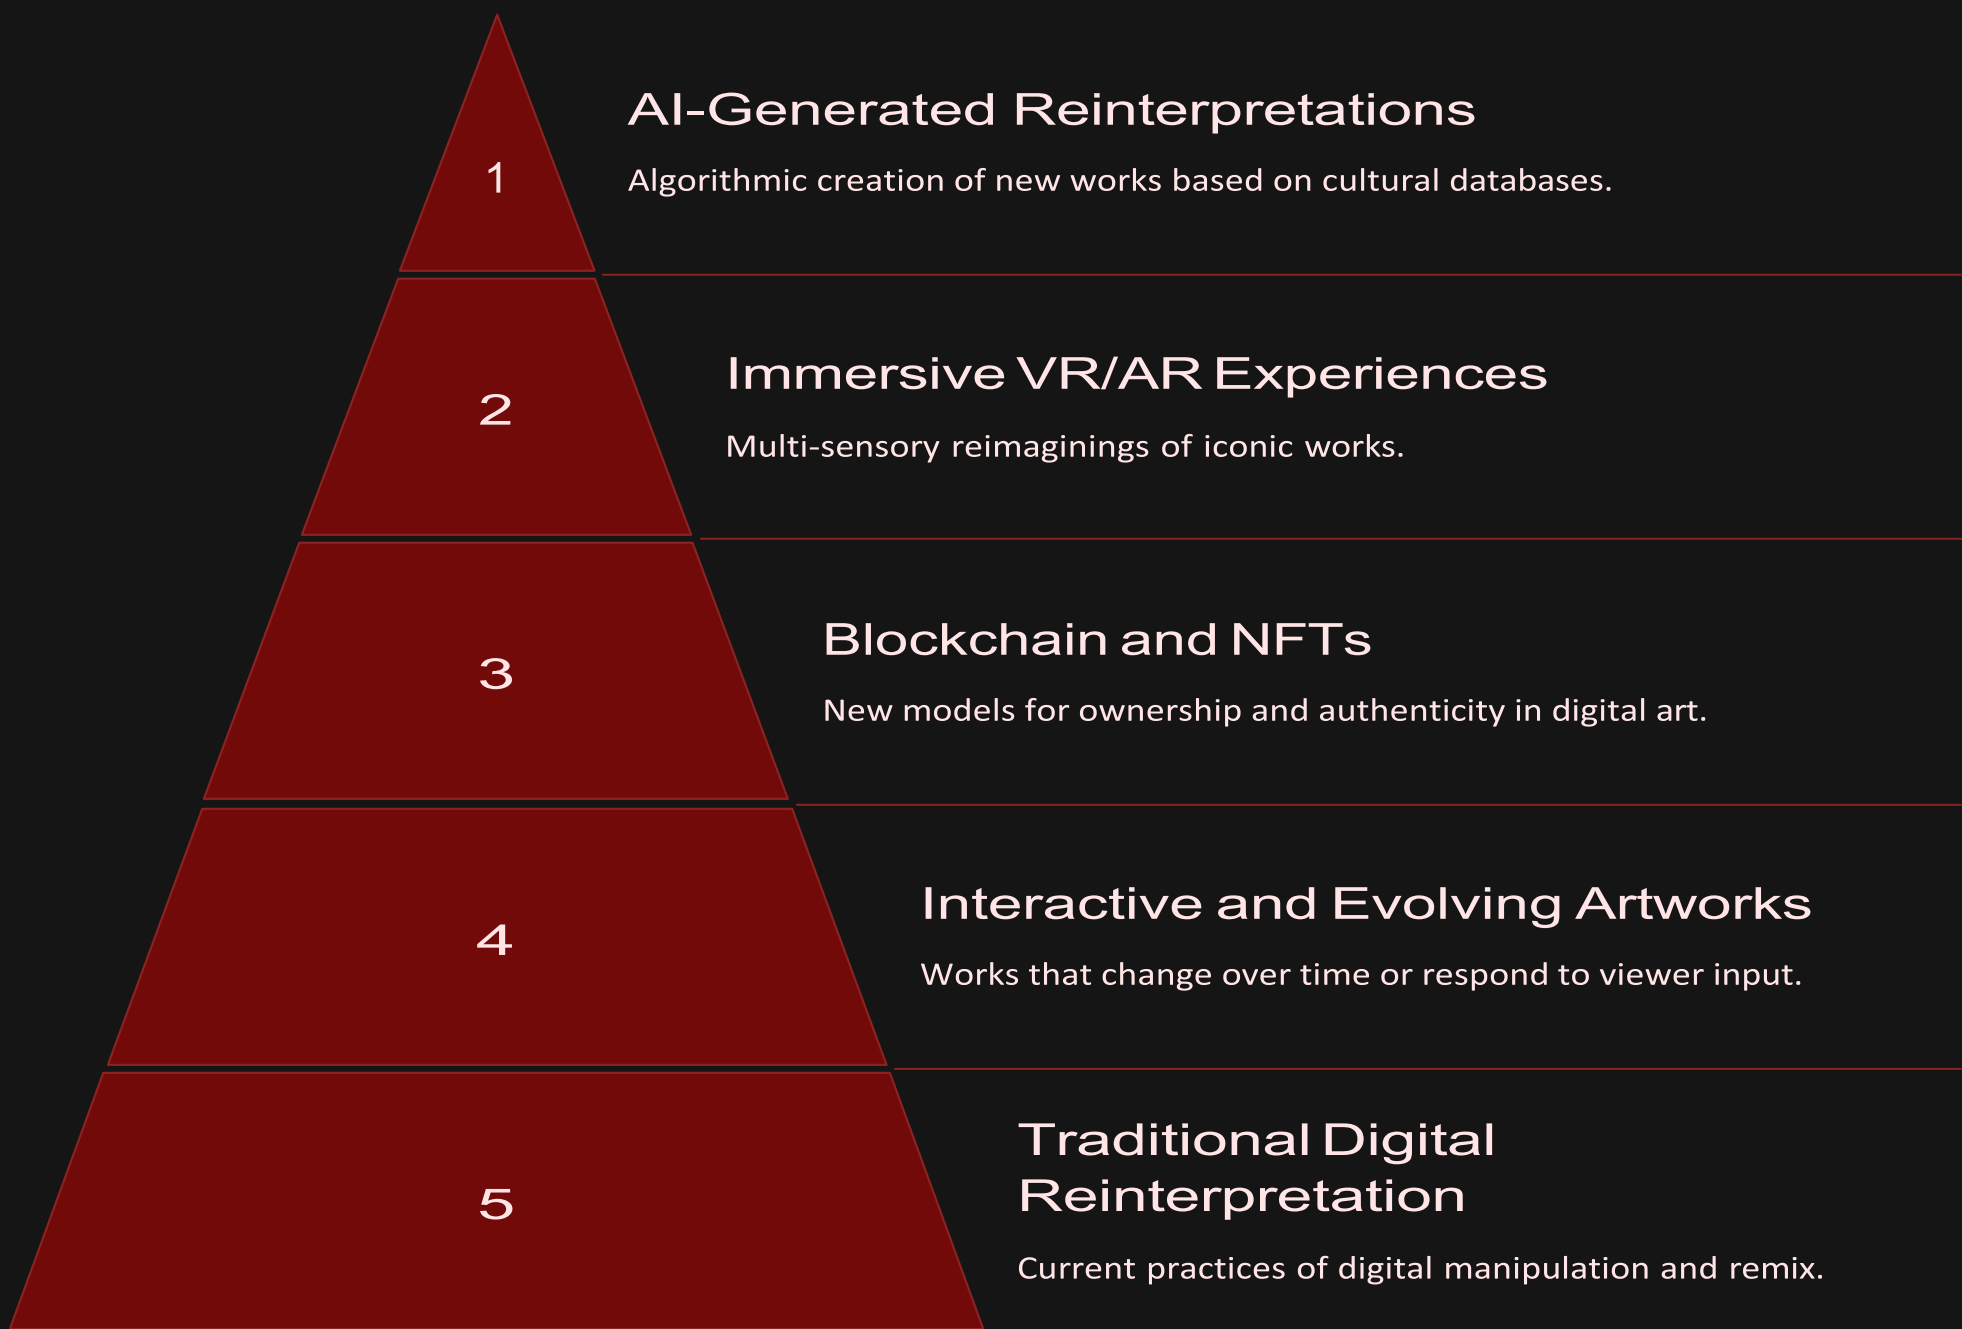 1
AI-Generated Reinterpretations
Algorithmic creation of new works based on cultural databases.
2
Immersive VR/AR Experiences
Multi-sensory reimaginings of iconic works.
3
Blockchain and NFTs
New models for ownership and authenticity in digital art.
4
Interactive and Evolving Artworks
Works that change over time or respond to viewer input.
5
Traditional Digital
Reinterpretation
Current practices of digital manipulation and remix.